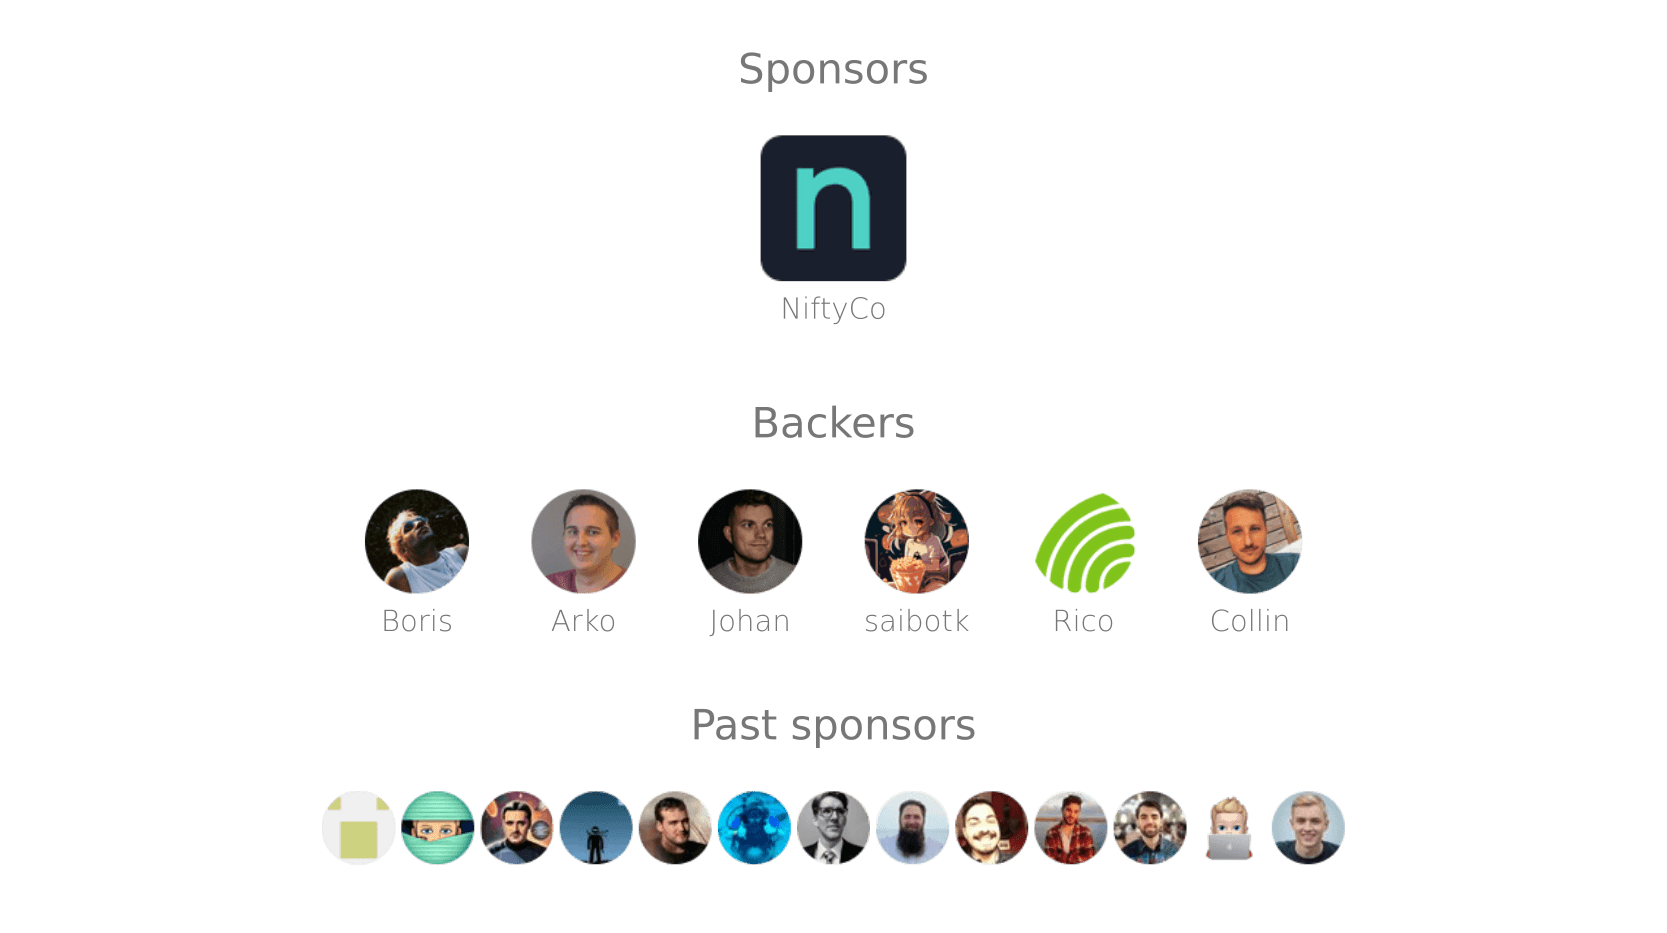 Sponsors
n
NiftyCo
Backers
Boris Arko Johan saibotk Rico Collin
Past sponsors